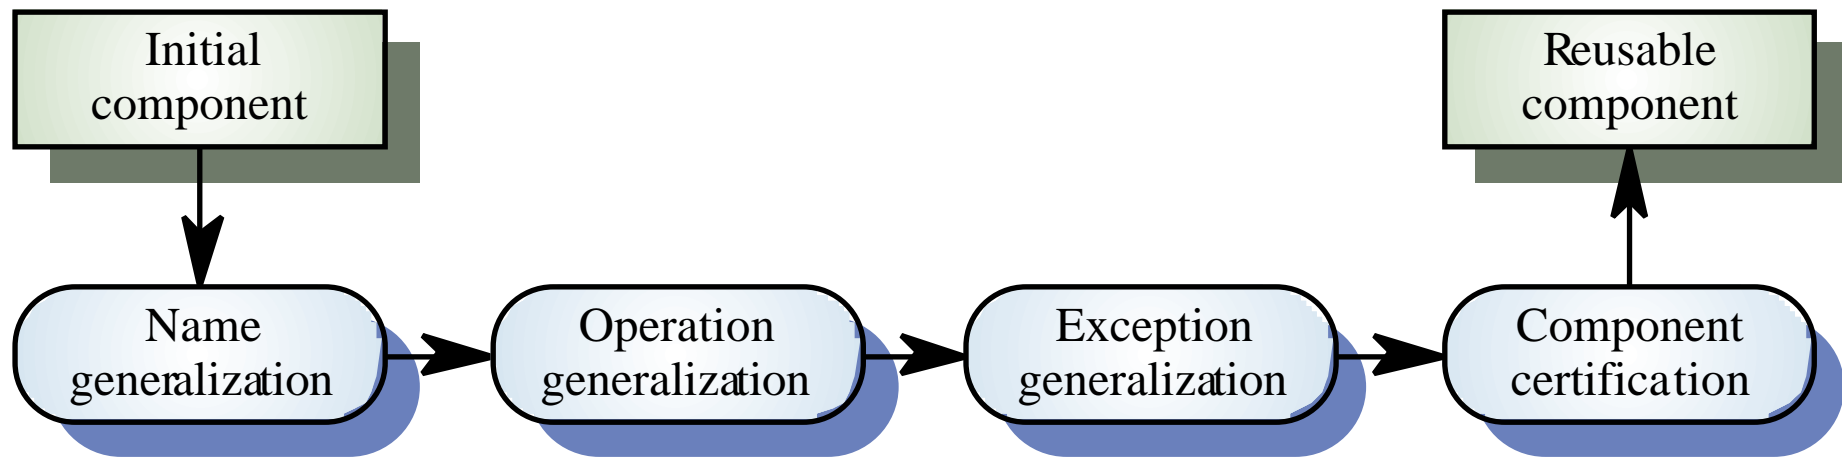 Initial
component
Reusable
component
Name
generalization
Operation
generalization
Exception
generalization
Component
certification